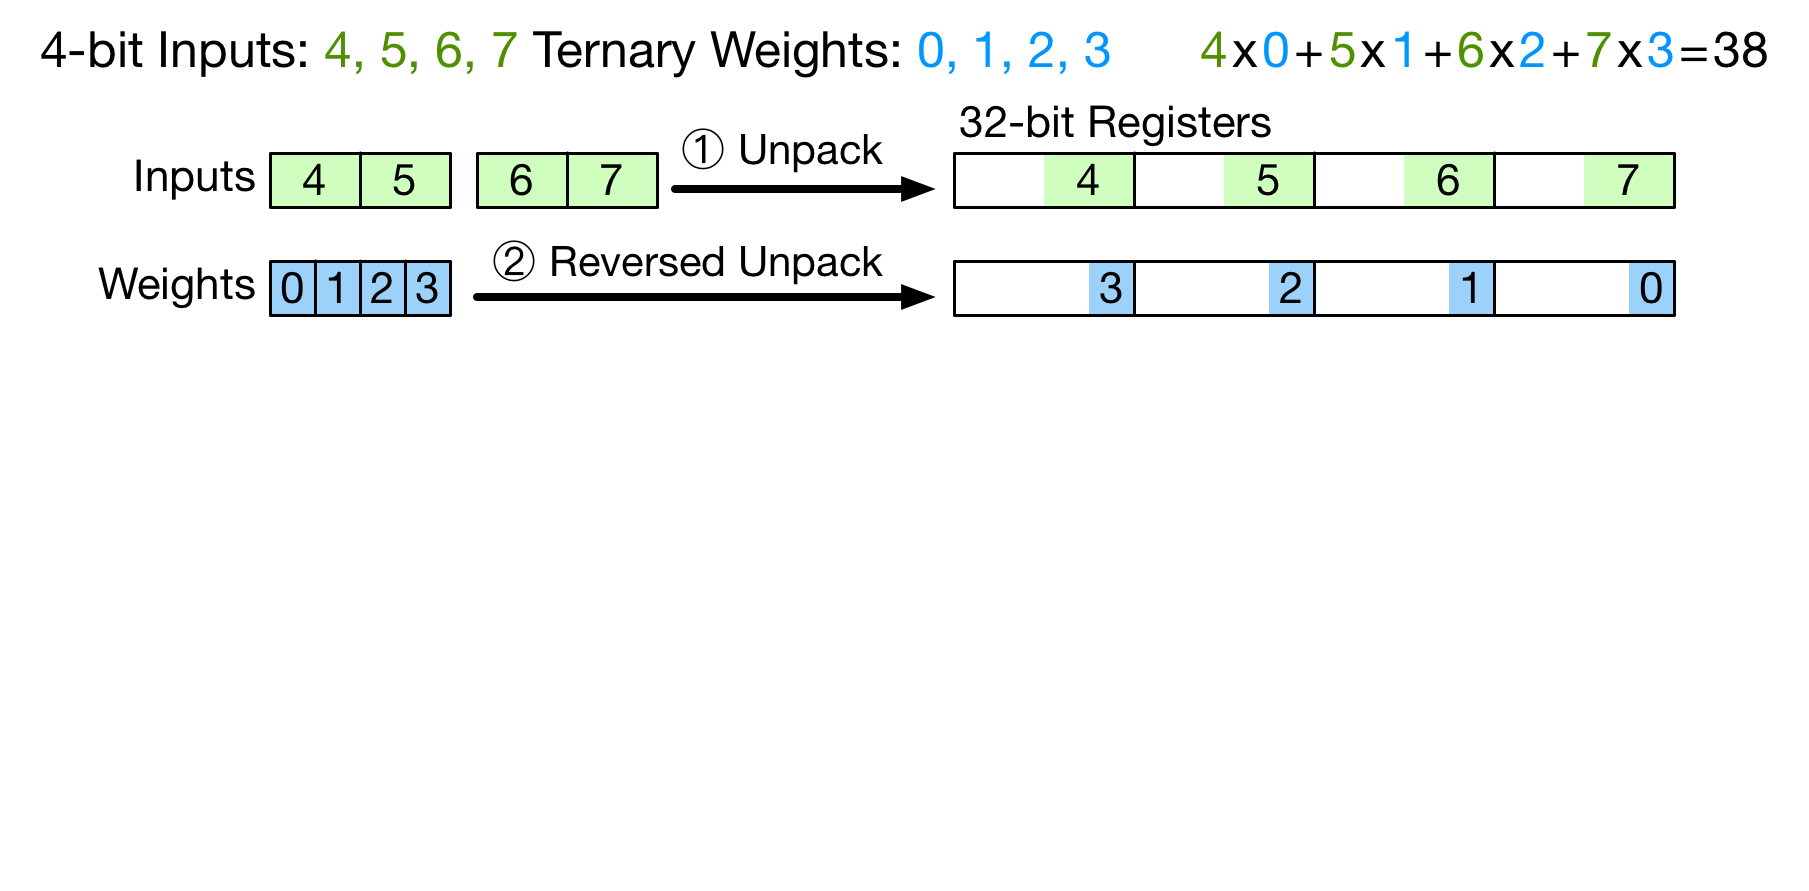 4-bit Inputs: 4, 5, 6, 7 Ternary Weights: 0, 1, 2, 3 4x0+5x1+6x2+7x3=38
32-bit Registers
Inputs 4 5 6 7 ① Unpack 4 5 6 7
Weights 0 1 2 3 ② Reversed Unpack 3 2 1 0